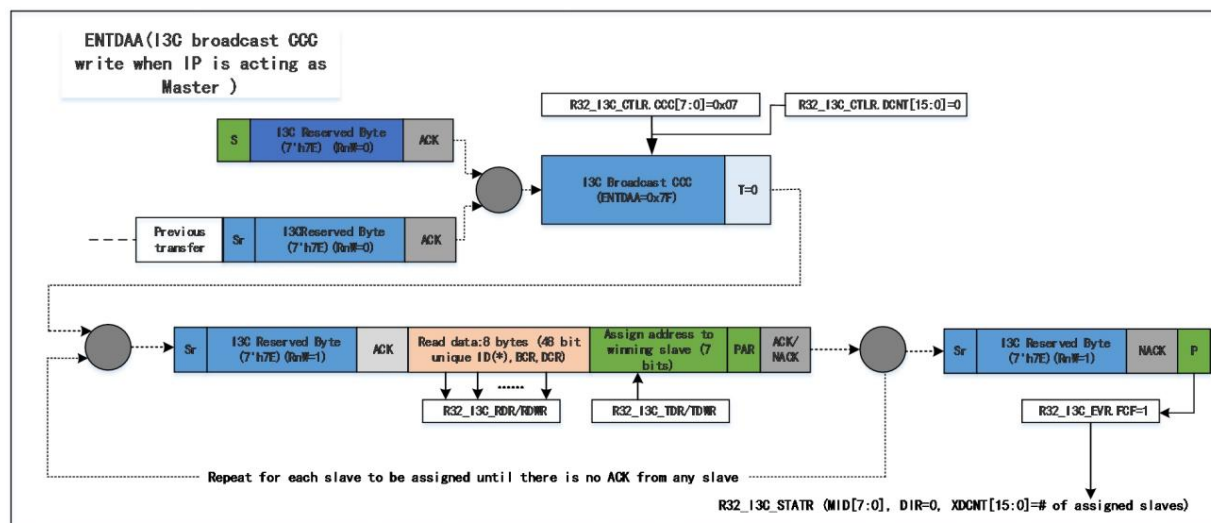 ENTDAA(I3C broadcast CCC
write when IP is acting as
Master )
R32_I3C_CTLR.CCC[7:0]=0x07
R32_I3C_CTLR.DCNT[15:0]=0
S
I3C Reserved Byte
(7'h7E) (RnW=0)
ACK
I3C Broadcast CCC
(ENTDAA=0x7F)
T=0
Previous
transfer
Sr
I3CReserved Byte
(7'h7E)(RnW=0)
ACK
Sr
I3C Reserved Byte
(7'h7E)(RnW=1)
ACK
Read data:8 bytes (48 bit
unique ID(*),BCR,DCR)
Assign address to
winning slave (7
bits)
PAR
ACK/
NACK
Sr
I3C Reserved Byte
(7'h7E)(RnW=1)
NACK
P
......
R32_I3C_RDR/RDWR
R32_I3C_TDR/TDWR
R32_I3C_EVR.FCF=1
Repeat for each slave to be assigned until there is no ACK from any slave
R32_I3C_STATR (MID[7:0], DIR=0, XDCNT[15:0]=# of assigned slaves)